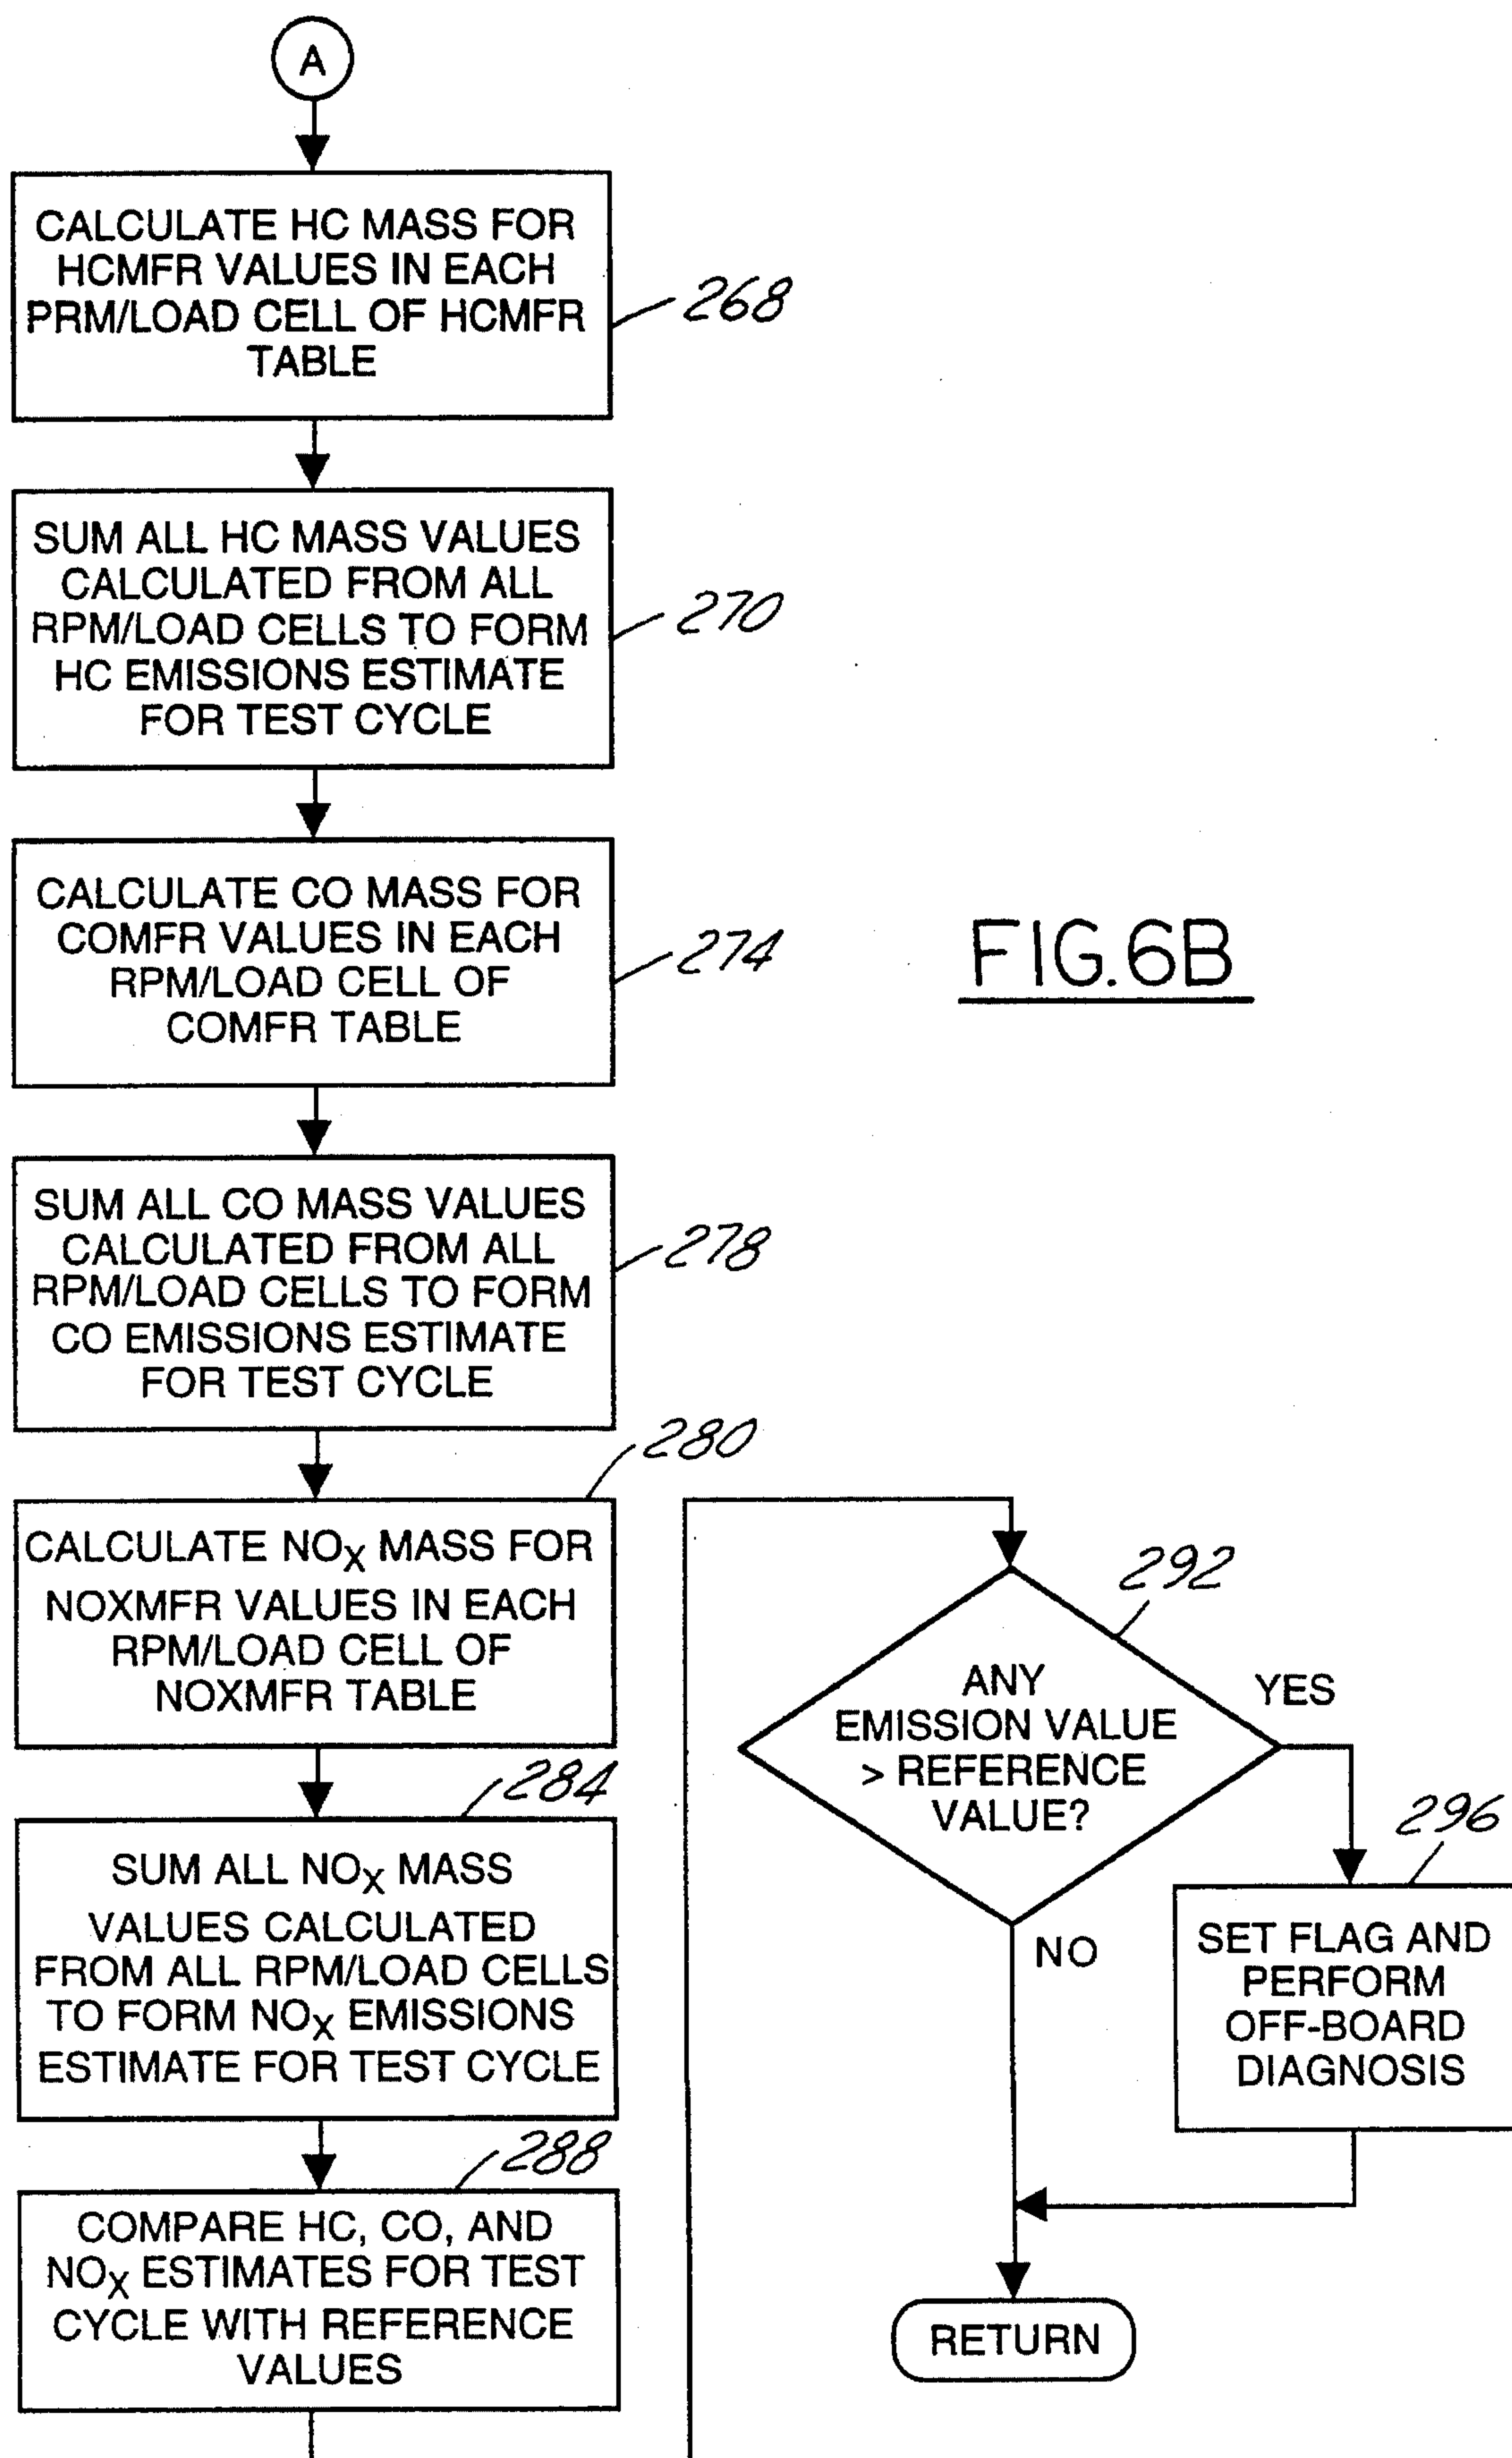 A
CALCULATE HC MASS FOR
HCMFR VALUES IN EACH
PRM/LOAD CELL OF HCMFR
TABLE
268
SUM ALL HC MASS VALUES
CALCULATED FROM ALL
RPM/LOAD CELLS TO FORM
HC EMISSIONS ESTIMATE
FOR TEST CYCLE
270
CALCULATE CO MASS FOR
COMFR VALUES IN EACH
RPM/LOAD CELL OF
COMFR TABLE
274
FIG.6B
SUM ALL CO MASS VALUES
CALCULATED FROM ALL
RPM/LOAD CELLS TO FORM
CO EMISSIONS ESTIMATE
FOR TEST CYCLE
278
280
CALCULATE NOX MASS FOR
NOXMFR VALUES IN EACH
RPM/LOAD CELL OF
NOXMFR TABLE
284
SUM ALL NOX MASS
VALUES CALCULATED
FROM ALL RPM/LOAD CELLS
TO FORM NOX EMISSIONS
ESTIMATE FOR TEST CYCLE
288
COMPARE HC, CO, AND
NOX ESTIMATES FOR TEST
CYCLE WITH REFERENCE
VALUES
292
ANY
EMISSION VALUE
> REFERENCE
VALUE?
YES
NO
296
SET FLAG AND
PERFORM
OFF-BOARD
DIAGNOSIS
RETURN